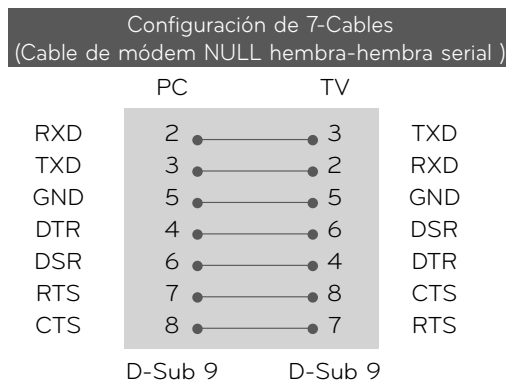 Configuración de 7-Cables
(Cable de módem NULL hembra-hembra serial )
PC TV
RXD 2 3 TXD
TXD 3 2 RXD
GND 5 5 GND
DTR 4 6 DSR
DSR 6 4 DTR
RTS 7 8 CTS
CTS 8 7 RTS
D-Sub 9 D-Sub 9